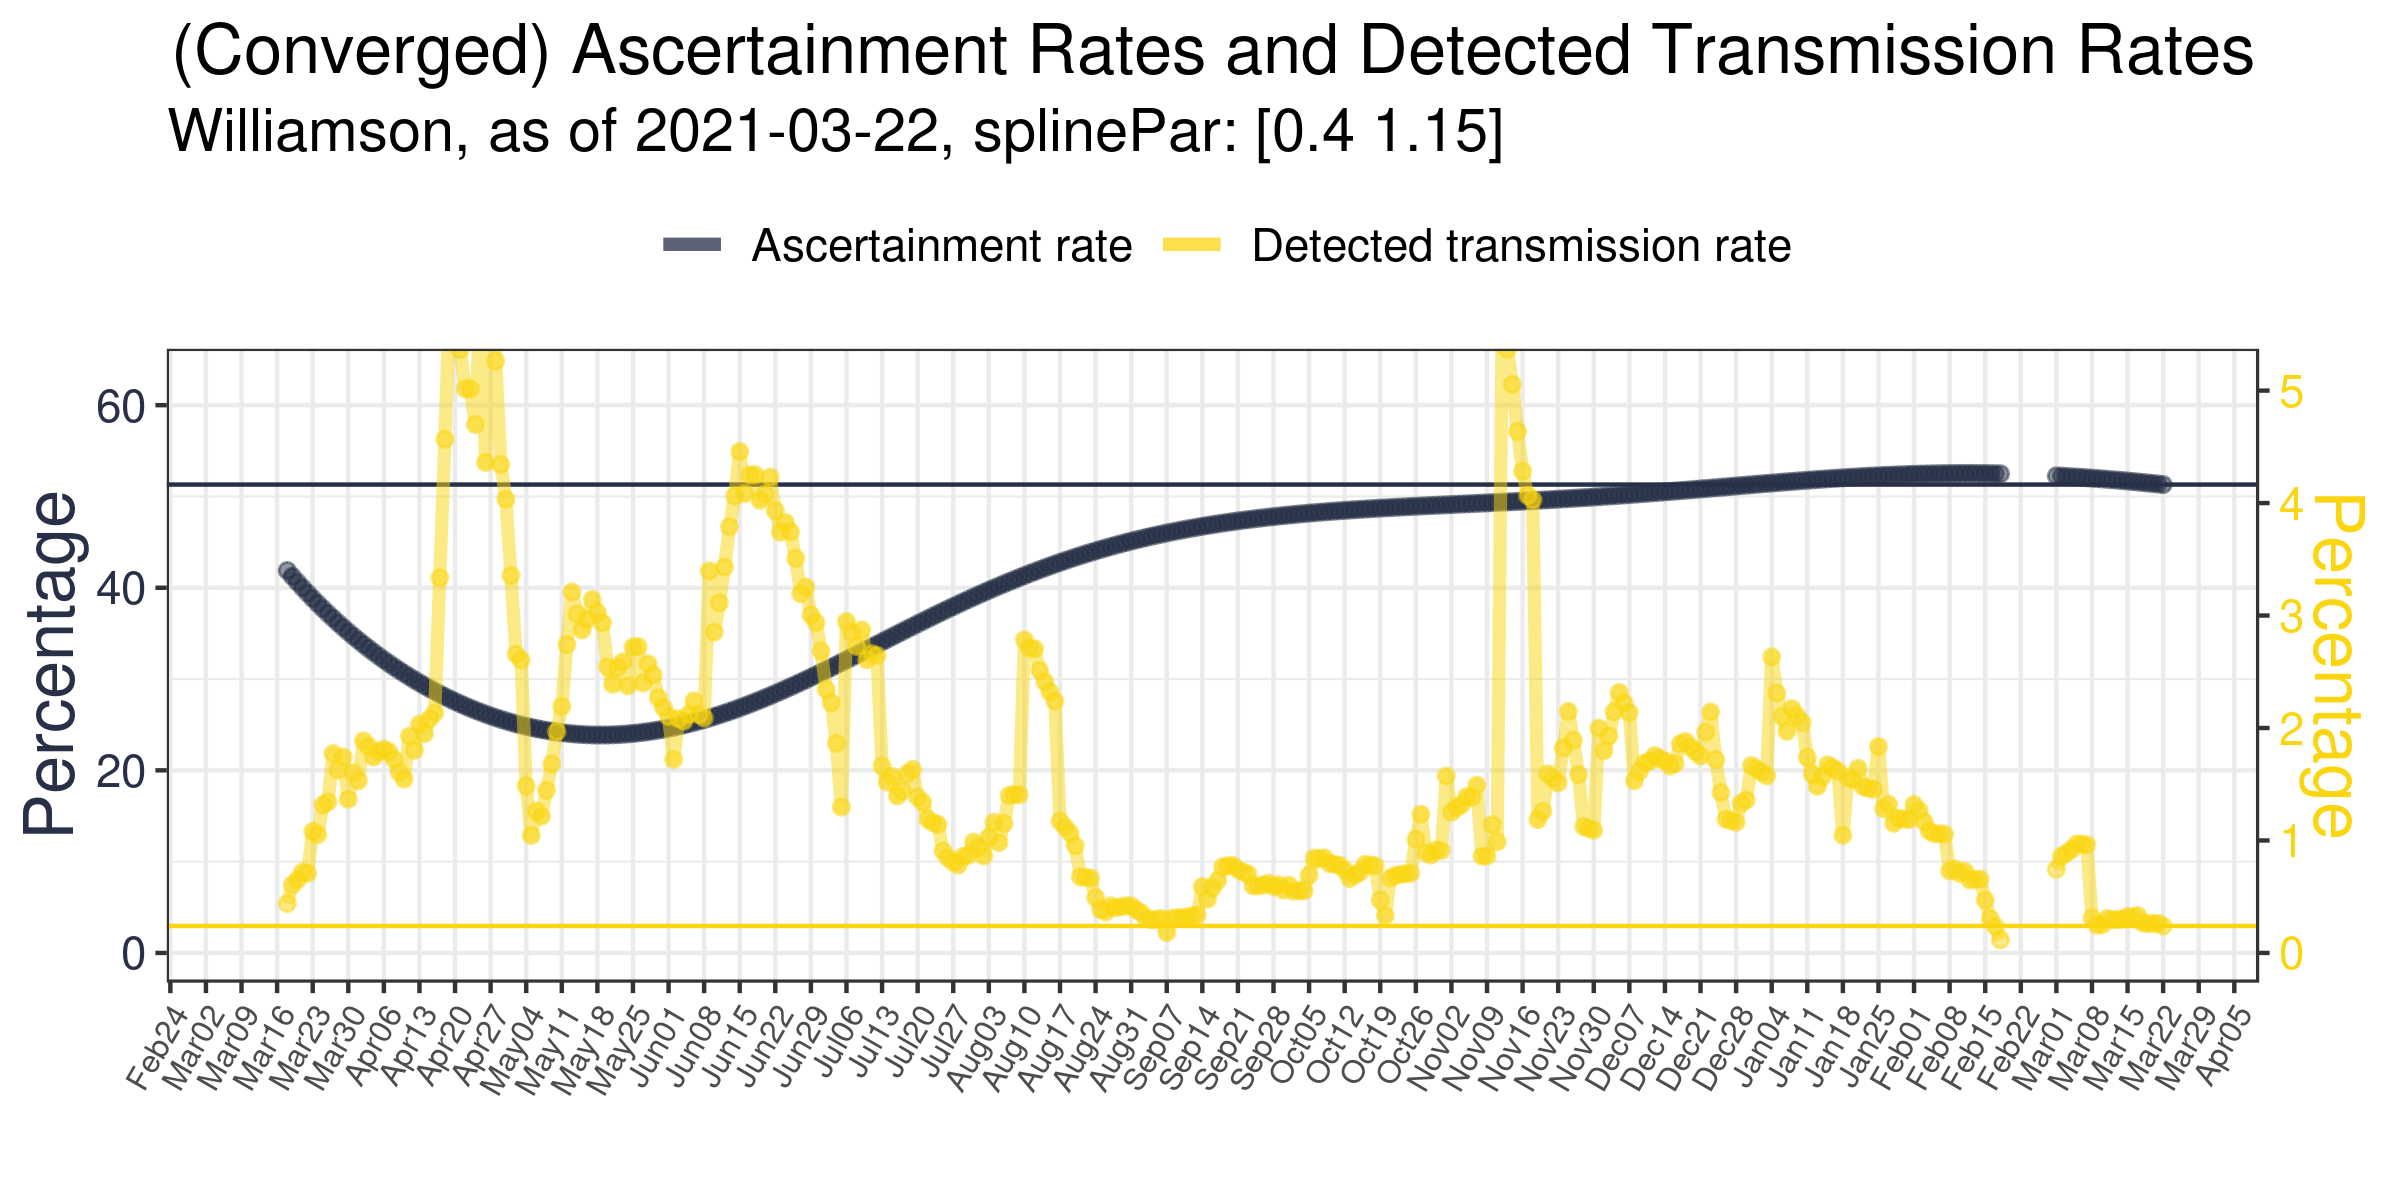 (Converged) Ascertainment Rates and Detected Transmission Rates
Williamson, as of 2021-03-22, splinePar: [0.4 1.15]
Ascertainment rate Detected transmission rate
Percentage
60
40
20
0
5
4
3
2
1
0
Percentage
Feb24 Mar02 Mar09 Mar16 Mar23 Mar30 Apr06 Apr13 Apr20 Apr27 May04 May11 May18 May25 Jun01 Jun08 Jun15 Jun22 Jun29 Jul06 Jul13 Jul20 Jul27 Aug03 Aug10 Aug17 Aug24 Aug31 Sep07 Sep14 Sep21 Sep28 Oct05 Oct12 Oct19 Oct26 Nov02 Nov09 Nov16 Nov23 Nov30 Dec07 Dec14 Dec21 Dec28 Jan04 Jan11 Jan18 Jan25 Feb01 Feb08 Feb15 Feb22 Mar01 Mar08 Mar15 Mar22 Mar29 Apr05